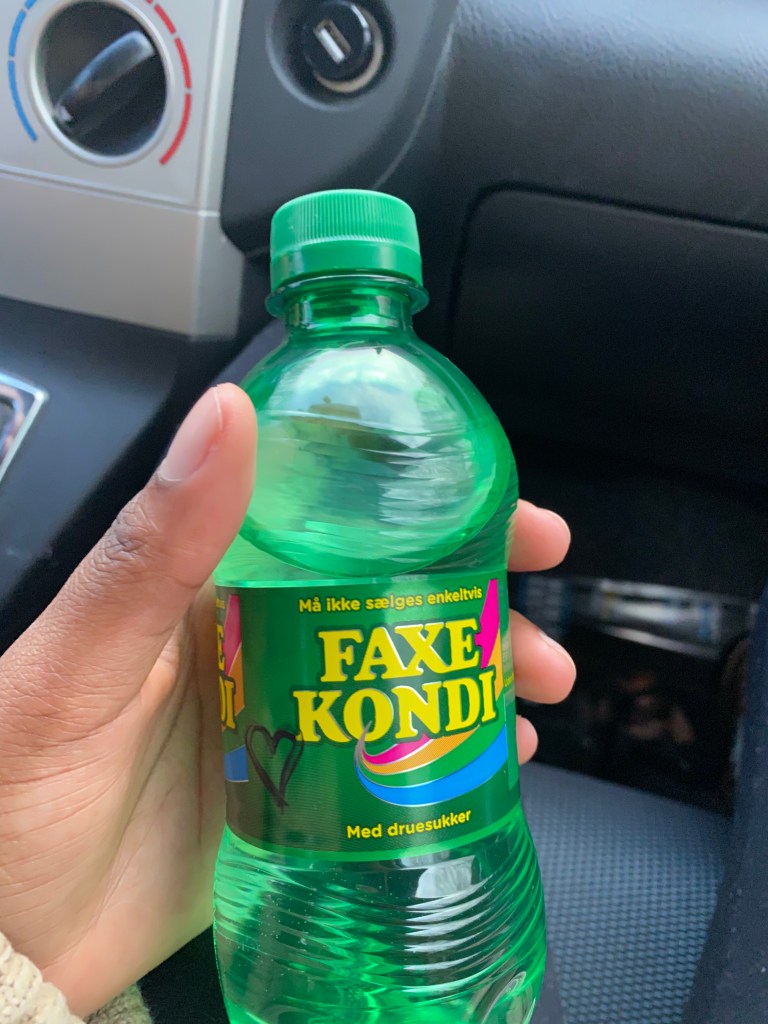 Må ikke sælges enkeltvis
FAXE
KONDI
Med druesukker